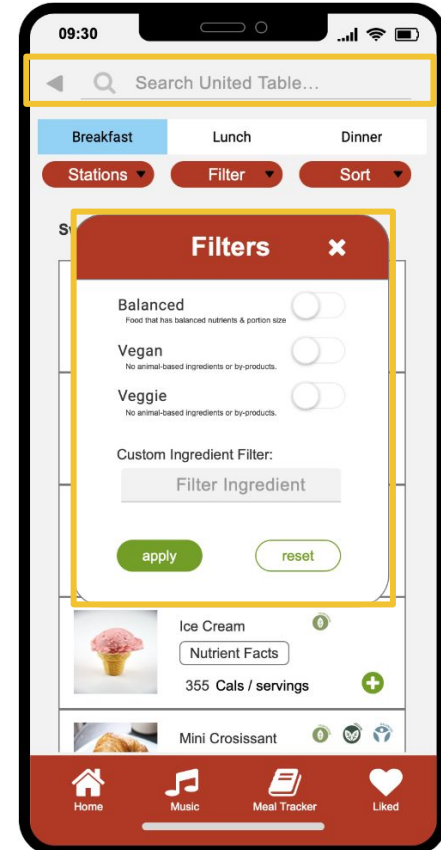 09:30
Search United Table...
Breakfast Lunch Dinner
Stations Filter Sort
Filters
Balanced
Food that has balanced nutrients & portion size
Vegan
No animal-based ingredients or by-products.
Veggie
No animal-based ingredients or by-products.
Custom Ingredient Filter:
Filter Ingredient
apply reset
Ice Cream
Nutrient Facts
355 Cals / servings
Mini Crosissant
Home Music Meal Tracker Liked